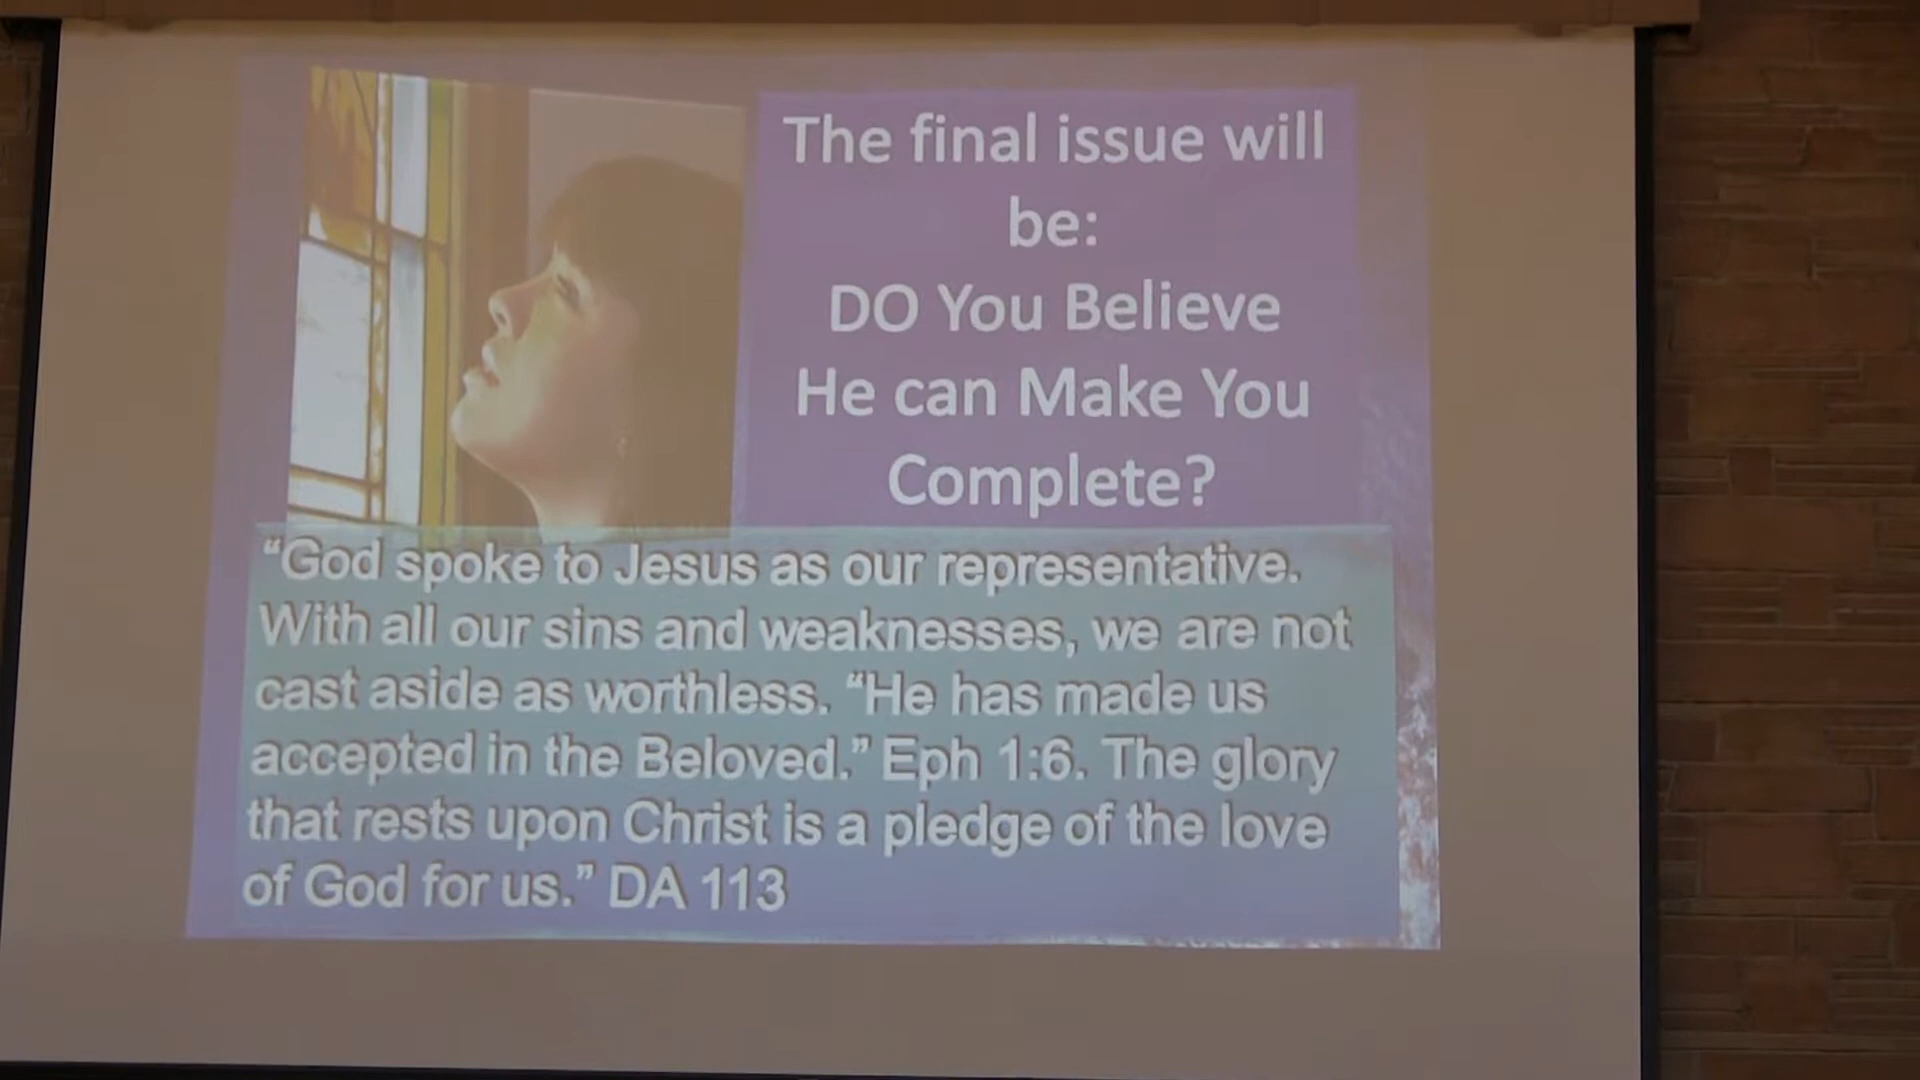 The final issue will
be:
DO You Believe
He can Make You
Complete?
“God spoke to Jesus as our representative.
With all our sins and weaknesses, we are not
cast aside as worthless. “He has made us
accepted in the Beloved.” Eph 1:6. The glory
that rests upon Christ is a pledge of the love
of God for us.” DA 113